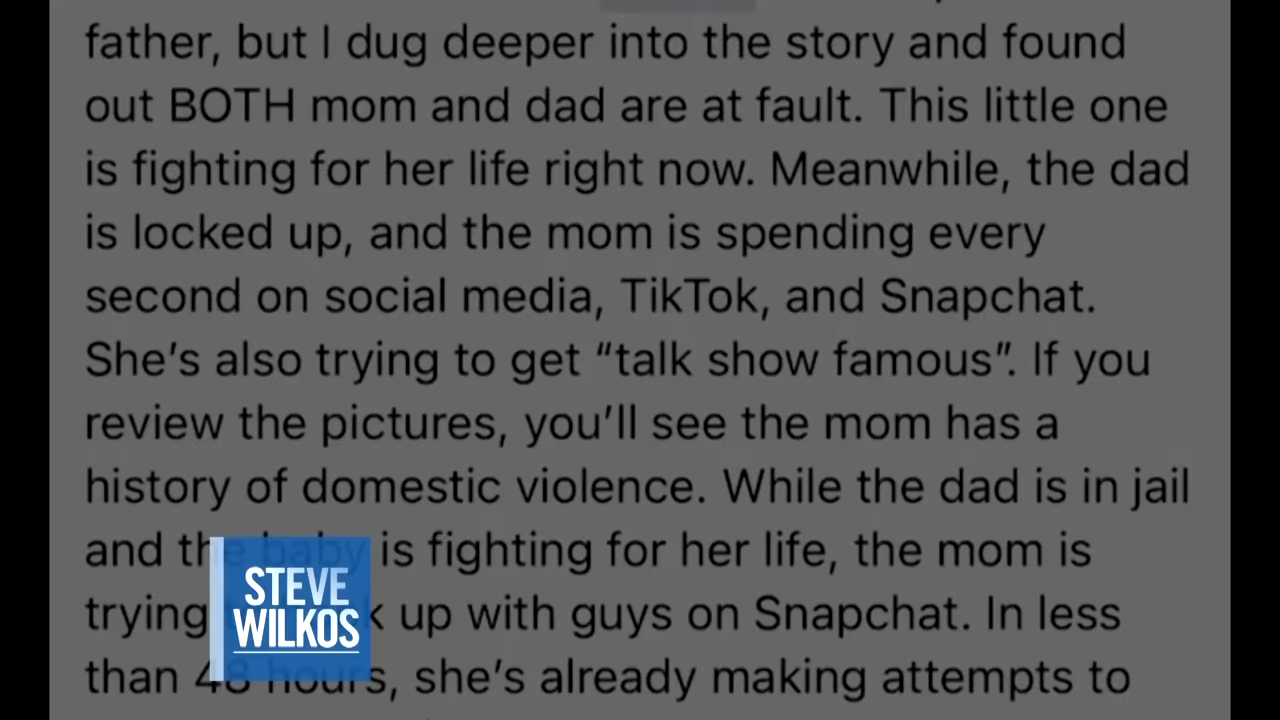 father, but I dug deeper into the story and found
out BOTH mom and dad are at fault. This little one
is fighting for her life right now. Meanwhile, the dad
is locked up, and the mom is spending every
second on social media, TikTok, and Snapchat.
She’s also trying to get “talk show famous”. If you
review the pictures, you’ll see the mom has a
history of domestic violence. While the dad is in jail
and the baby is fighting for her life, the mom is
trying up with guys on Snapchat. In less
than 48 hours, she’s already making attempts to
STEVE
WILKOS